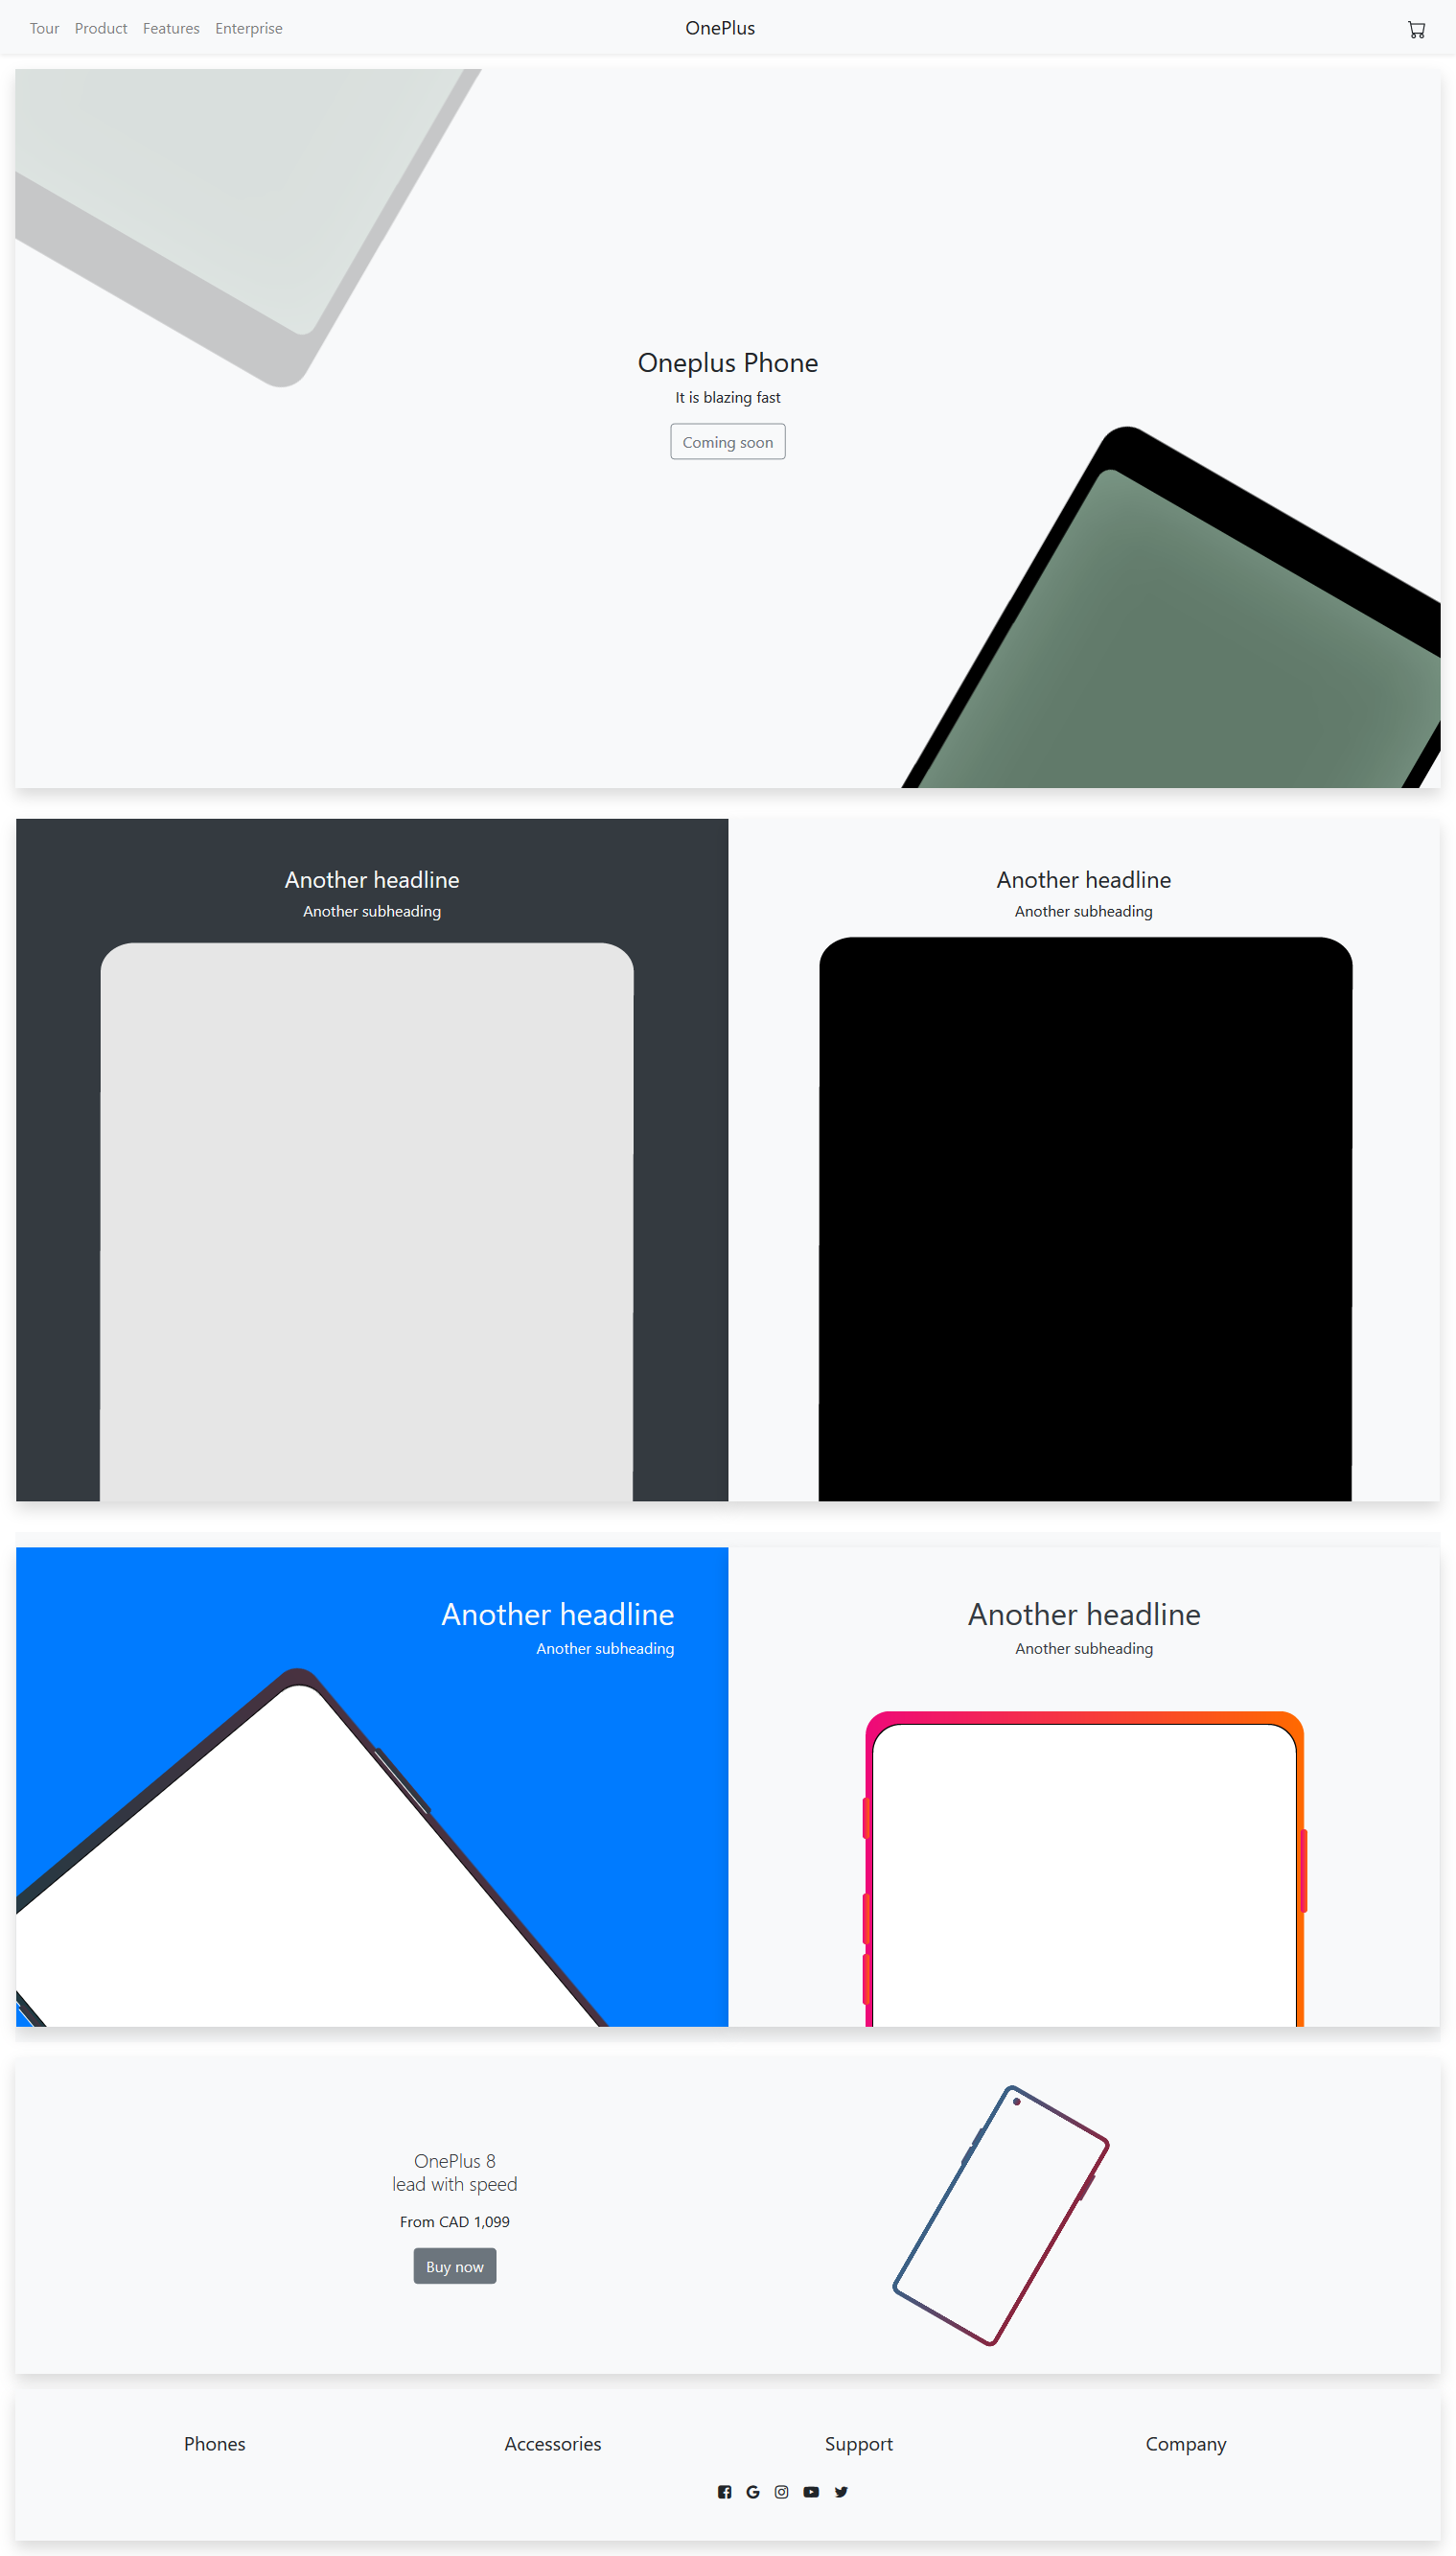 Tour Product Features Enterprise OnePlus
Oneplus Phone
It is blazing fast
Coming soon
Another headline
Another subheading
Another headline
Another subheading
Another headline
Another subheading
Another headline
Another subheading
OnePlus 8
lead with speed
From CAD 1,099
Buy now
Phones Accessories Support Company